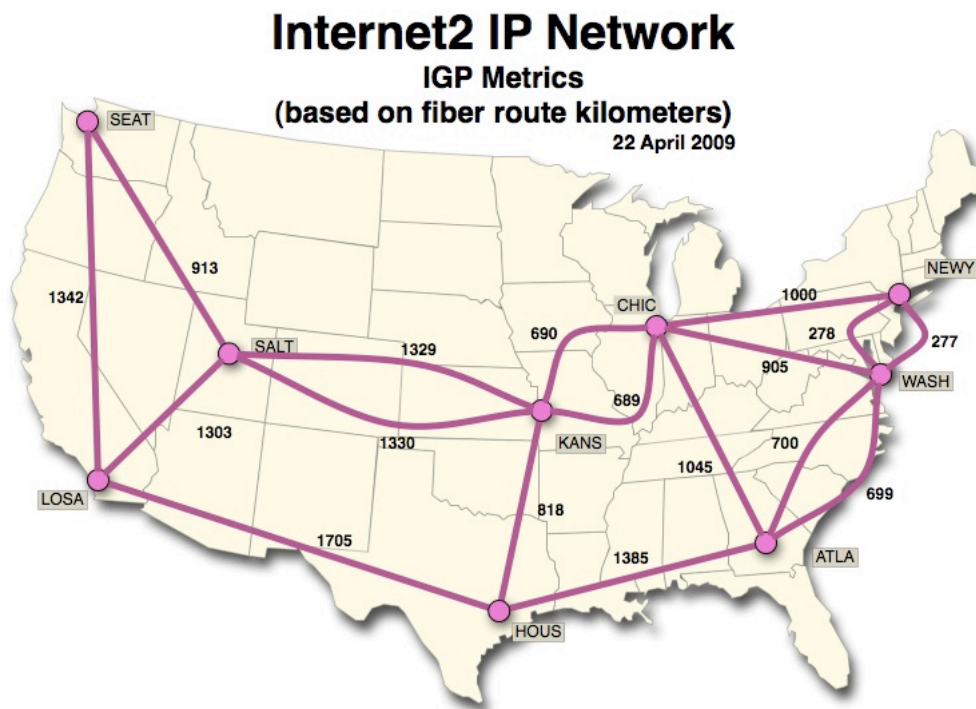 Internet2 IP Network
IGP Metrics
(based on fiber route kilometers)
22 April 2009
SEAT
NEWY
913
1342
1000
CHIC
278
277
690
SALT
1329
905
WASH
689
1303
1330
KANS
700
1045
LOSA
699
818
1705
1385
ATLA
HOUS